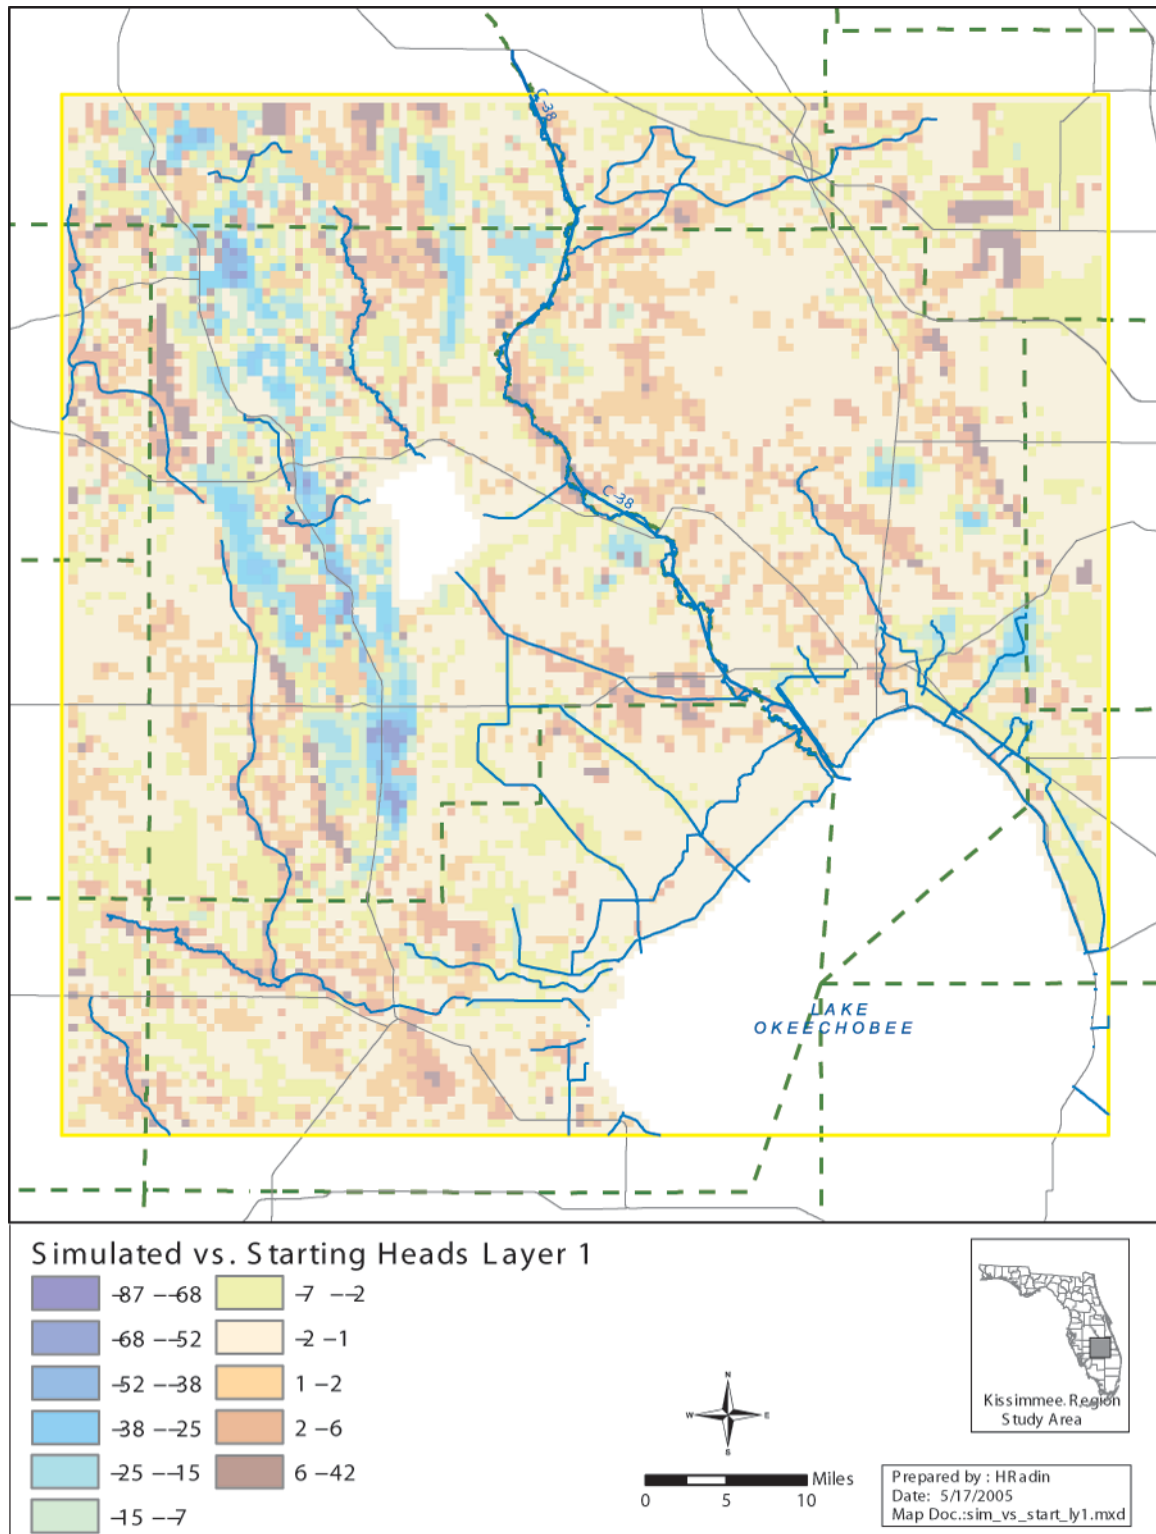 C-38
C-38
LAKE
OKEECHOBEE
Simulated vs. Starting Heads Layer 1
-87 --68
-68 --52
-52 --38
-38 --25
-25 --15
-15 --7
-7 --2
-2 -1
1 -2
2 -6
6 -42
N
W
E
S
Miles
0 5 10
Kissimmee. Region
Study Area
Prepared by : HRadin
Date: 5/17/2005
Map Doc.:sim_vs_start_ly1.mxd